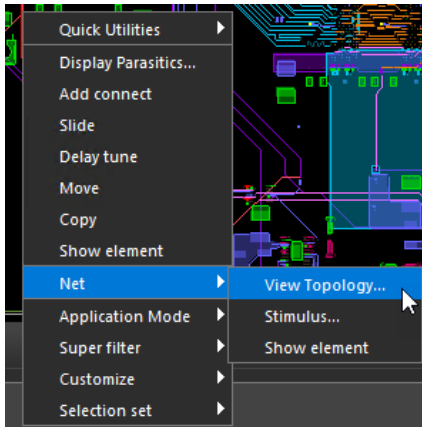 Quick Utilities
Display Parasitics...
Add connect
Slide
Delay tune
Move
Copy
Show element
Net
View Topology...
Application Mode
Stimulus...
Super filter
Show element
Customize
Selection set